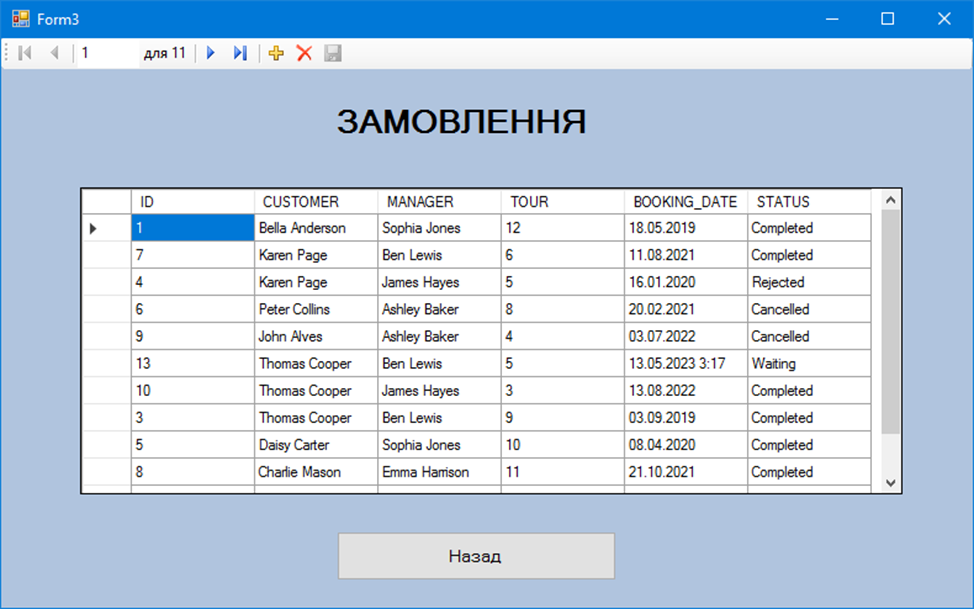 Form3
1 для 11
ЗАМОВЛЕННЯ
ID CUSTOMER MANAGER TOUR BOOKING_DATE STATUS
1 Bella Anderson Sophia Jones 12 18.05.2019 Completed
7 Karen Page Ben Lewis 6 11.08.2021 Completed
4 Karen Page James Hayes 5 16.01.2020 Rejected
6 Peter Collins Ashley Baker 8 20.02.2021 Cancelled
9 John Alves Ashley Baker 4 03.07.2022 Cancelled
13 Thomas Cooper Ben Lewis 5 13.05.2023 3:17 Waiting
10 Thomas Cooper James Hayes 3 13.08.2022 Completed
3 Thomas Cooper Ben Lewis 9 03.09.2019 Completed
5 Daisy Carter Sophia Jones 10 08.04.2020 Completed
8 Charlie Mason Emma Harrison 11 21.10.2021 Completed
Назад